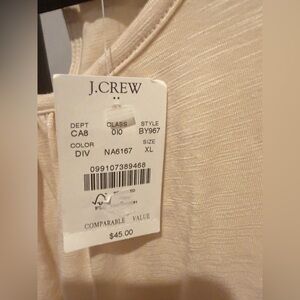 J.CREW
DEPT CLASS STYLE
CA8 010 BY967
COLOR SIZE
DIV NA6167 XL
099107389468
COMPARABLE VALUE
$45.00